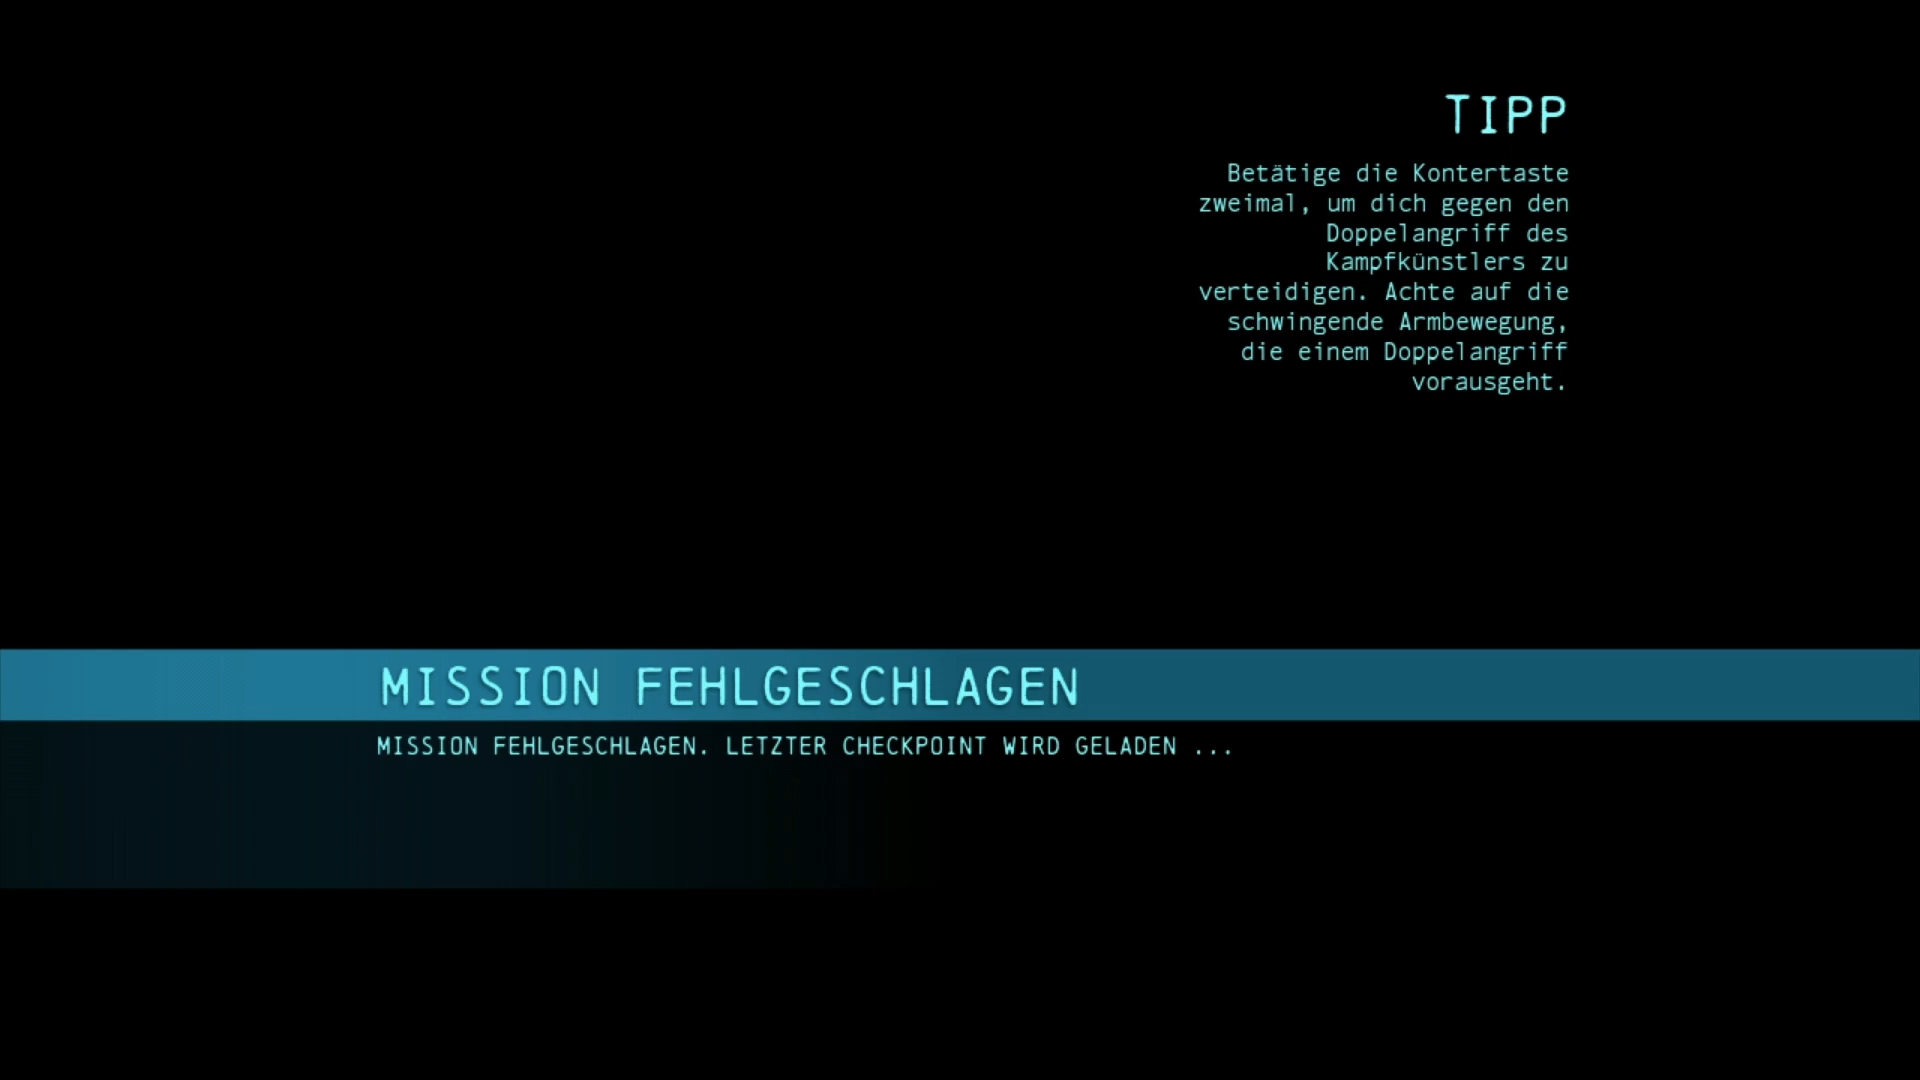 TIPP
Betätige die Kontertaste
zweimal, um dich gegen den
Doppelangriff des
Kampfkünstlers zu
verteidigen. Achte auf die
schwingende Armbewegung,
die einem Doppelangriff
vorausgeht.
MISSION FEHLGESCHLAGEN
MISSION FEHLGESCHLAGEN. LETZTER CHECKPOINT WIRD GELADEN ...